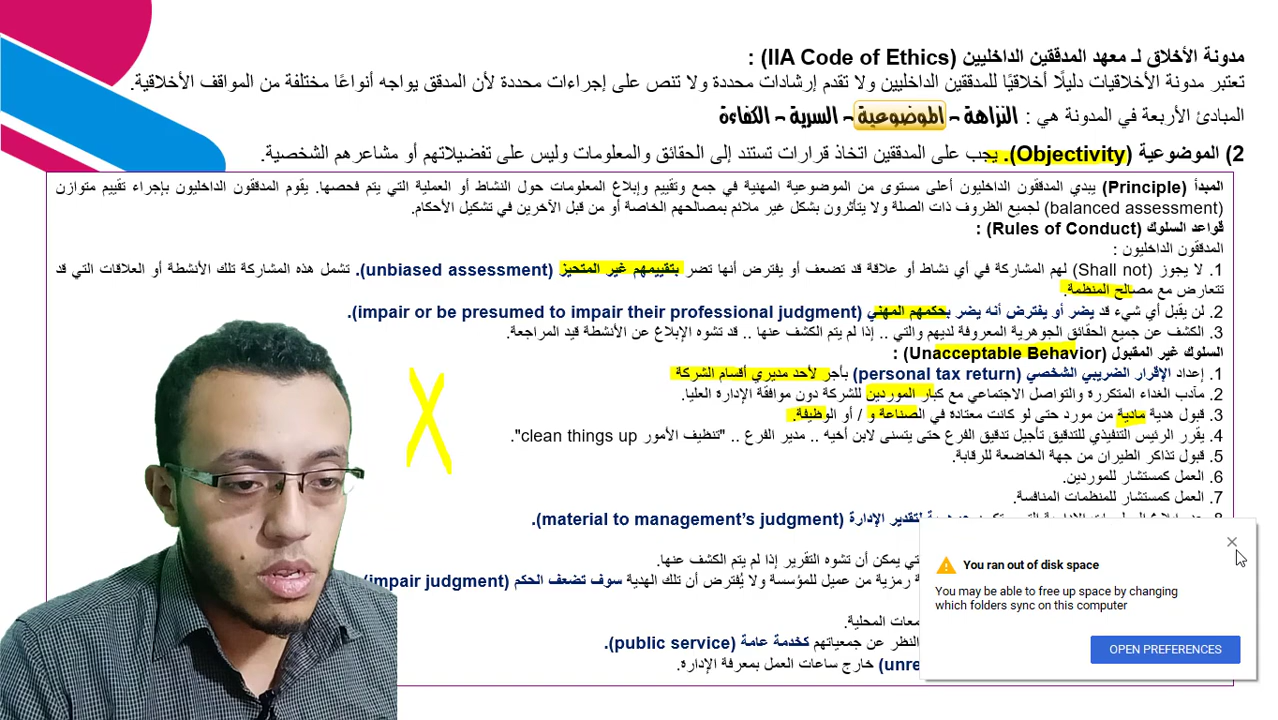 مدونة الأخلاق لـ معهد المدققين الداخليين (IIA Code of Ethics) :
تعتبر مدونة الأخلاقيات دليلًا أخلاقيًا للمدققين الداخليين ولا تقدم إرشادات محددة ولا تنص على إجراءات محددة لأن المدقق يواجه أنواعًا مختلفة من المواقف الأخلاقية.
المبادئ الأربعة في المدونة هي : النزاهة - الموضوعية - السرية - الكفاءة
2) الموضوعية (Objectivity). يجب على المدققين اتخاذ قرارات تستند إلى الحقائق والمعلومات وليس على تفضيلاتهم أو مشاعرهم الشخصية.
المبدأ (Principle) يبدي المدققون الداخليون أعلى مستوى من الموضوعية المهنية في جمع وتقييم وإبلاغ المعلومات حول النشاط أو العملية التي يتم فحصها. يقوم المدققون الداخليون بإجراء تقييم متوازن
(balanced assessment) لجميع الظروف ذات الصلة ولا يتأثرون بشكل غير ملائم بمصالحهم الخاصة أو من قبل الآخرين في تشكيل الأحكام.
قواعد السلوك (Rules of Conduct) :
المدققون الداخليون :
1. لا يجوز (Shall not) لهم المشاركة في أي نشاط أو علاقة قد تضعف أو يفترض أنها تضر بتقييمهم غير المتحيز (unbiased assessment). تشمل هذه المشاركة تلك الأنشطة أو العلاقات التي قد
تتعارض مع مصالح المنظمة.
2. لن يقبل أي شيء قد يضر أو يفترض أنه يضر بحكمهم المهني (impair or be presumed to impair their professional judgment).
3. الكشف عن جميع الحقائق الجوهرية المعروفة لديهم والتي .. إذا لم يتم الكشف عنها .. قد تشوه الإبلاغ عن الأنشطة قيد المراجعة.
السلوك غير المقبول (Unacceptable Behavior) :
1. إعداد الإقرار الضريبي الشخصي (personal tax return) بأجر لأحد مديري أقسام الشركة
2. مآدب الغداء المتكررة والتواصل الاجتماعي مع كبار الموردين للشركة دون موافقة الإدارة العليا.
3. قبول هدية مادية من مورد حتى لو كانت معتادة في الصناعة و / أو الوظيفة.
4. يقرر الرئيس التنفيذي للتدقيق تأجيل تدقيق الفرع حتى يتسنى لابن أخيه .. مدير الفرع .. "تنظيف الأمور clean things up".
5. قبول تذاكر الطيران من جهة الخاضعة للرقابة.
6. العمل كمستشار للموردين.
7. العمل كمستشار للمنظمات المنافسة.
لتقدير الإدارة (material to management's judgment).
التي يمكن أن تشوه التقرير إذا لم يتم الكشف عنها.
رمزية من عميل للمؤسسة ولا يُفترض أن تلك الهدية سوف تضعف الحكم (impair judgment)
النظر عن جمعياتهم كخدمة عامة (public service).
خارج ساعات العمل بمعرفة الإدارة.
You ran out of disk space
You may be able to free up space by changing
which folders sync on this computer
OPEN PREFERENCES